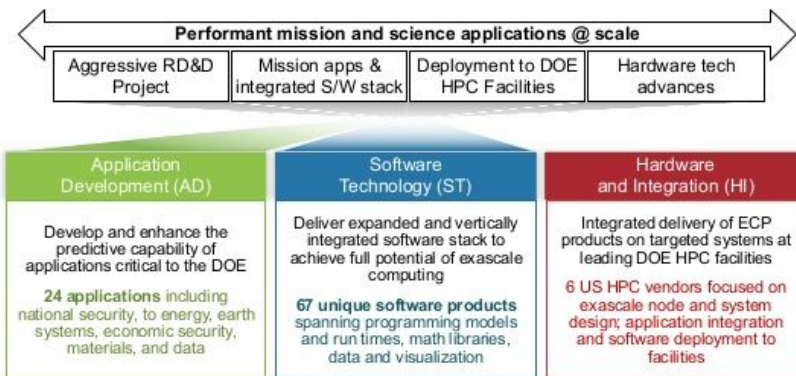 Performant mission and science applications @ scale
Aggressive RD&D
Project
Mission apps &
integrated S/W stack
Deployment to DOE
HPC Facilities
Hardware tech
advances
Application
Development (AD)
Develop and enhance the
predictive capability of
applications critical to the DOE
24 applications including
national security, to energy, earth
systems, economic security,
materials, and data
Software
Technology (ST)
Deliver expanded and vertically
integrated software stack to
achieve full potential of exascale
computing
67 unique software products
spanning programming models
and run times, math libraries,
data and visualization
Hardware
and Integration (HI)
Integrated delivery of ECP
products on targeted systems at
leading DOE HPC facilities
6 US HPC vendors focused on
exascale node and system
design; application integration
and software deployment to
facilities